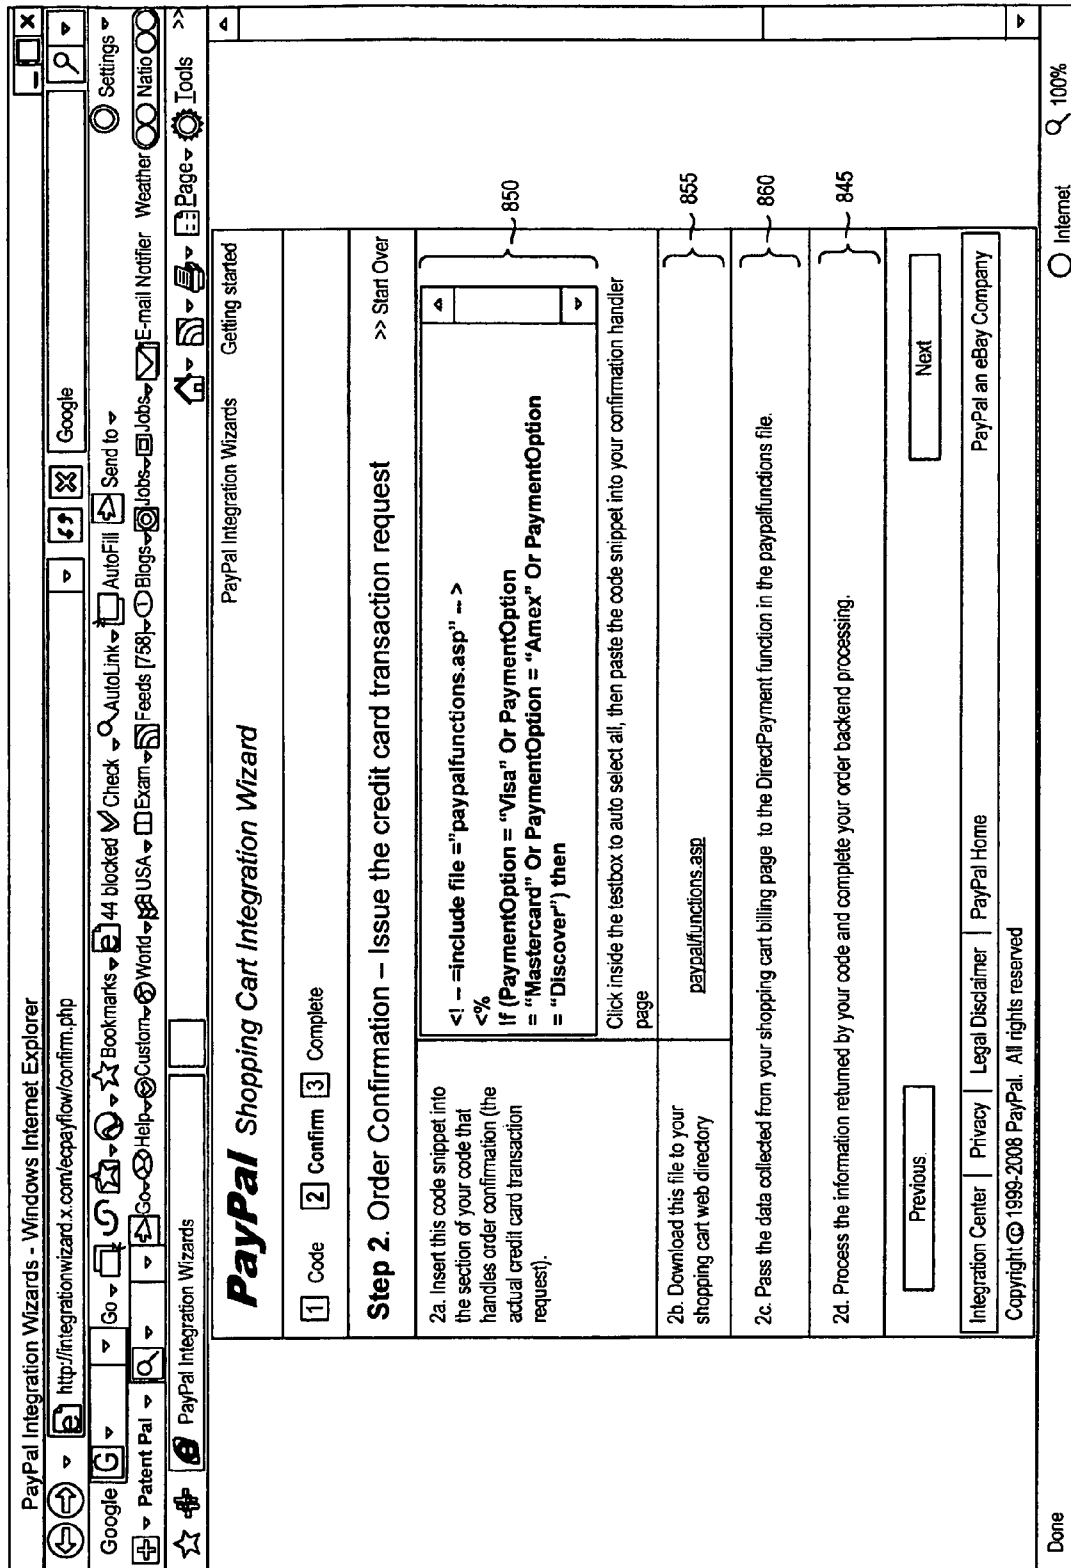 PayPal Integration Wizards - Windows Internet Explorer
http://integrationwizard.x.com/ecpayflow/confirm.php
Google
Google G Go Bookmarks 44 blocked Check AutoLink AutoFill Send to Settings
Patent Pal Go Help Custom World USA Exam Feeds [758] Blogs Jobs Jobs E-mail Notifier Weather Natio
PayPal Integration Wizards
Page Tools >>
PayPal Integration Wizards Getting started
PayPal Shopping Cart Integration Wizard
1 Code 2 Confirm 3 Complete
Step 2. Order Confirmation – Issue the credit card transaction request >> Start Over
2a. Insert this code snippet into
the section of your code that
handles order confirmation (the
actual credit card transaction
request).
<! -- =include file ="paypalfunctions.asp" -- >
<%
If (PaymentOption = "Visa" Or PaymentOption
= "Mastercard" Or PaymentOption = "Amex" Or PaymentOption
= "Discover") then
850
Click inside the testbox to auto select all, then paste the code snippet into your confirmation handler
page
2b. Download this file to your
shopping cart web directory
paypal/functions.asp
855
2c. Pass the data collected from your shopping cart billing page to the DirectPayment function in the paypalfunctions file.
860
2d. Process the information returned by your code and complete your order backend processing.
845
Previous Next
Integration Center | Privacy | Legal Disclaimer | PayPal Home PayPal an eBay Company
Copyright © 1999-2008 PayPal. All rights reserved
Done Internet 100%